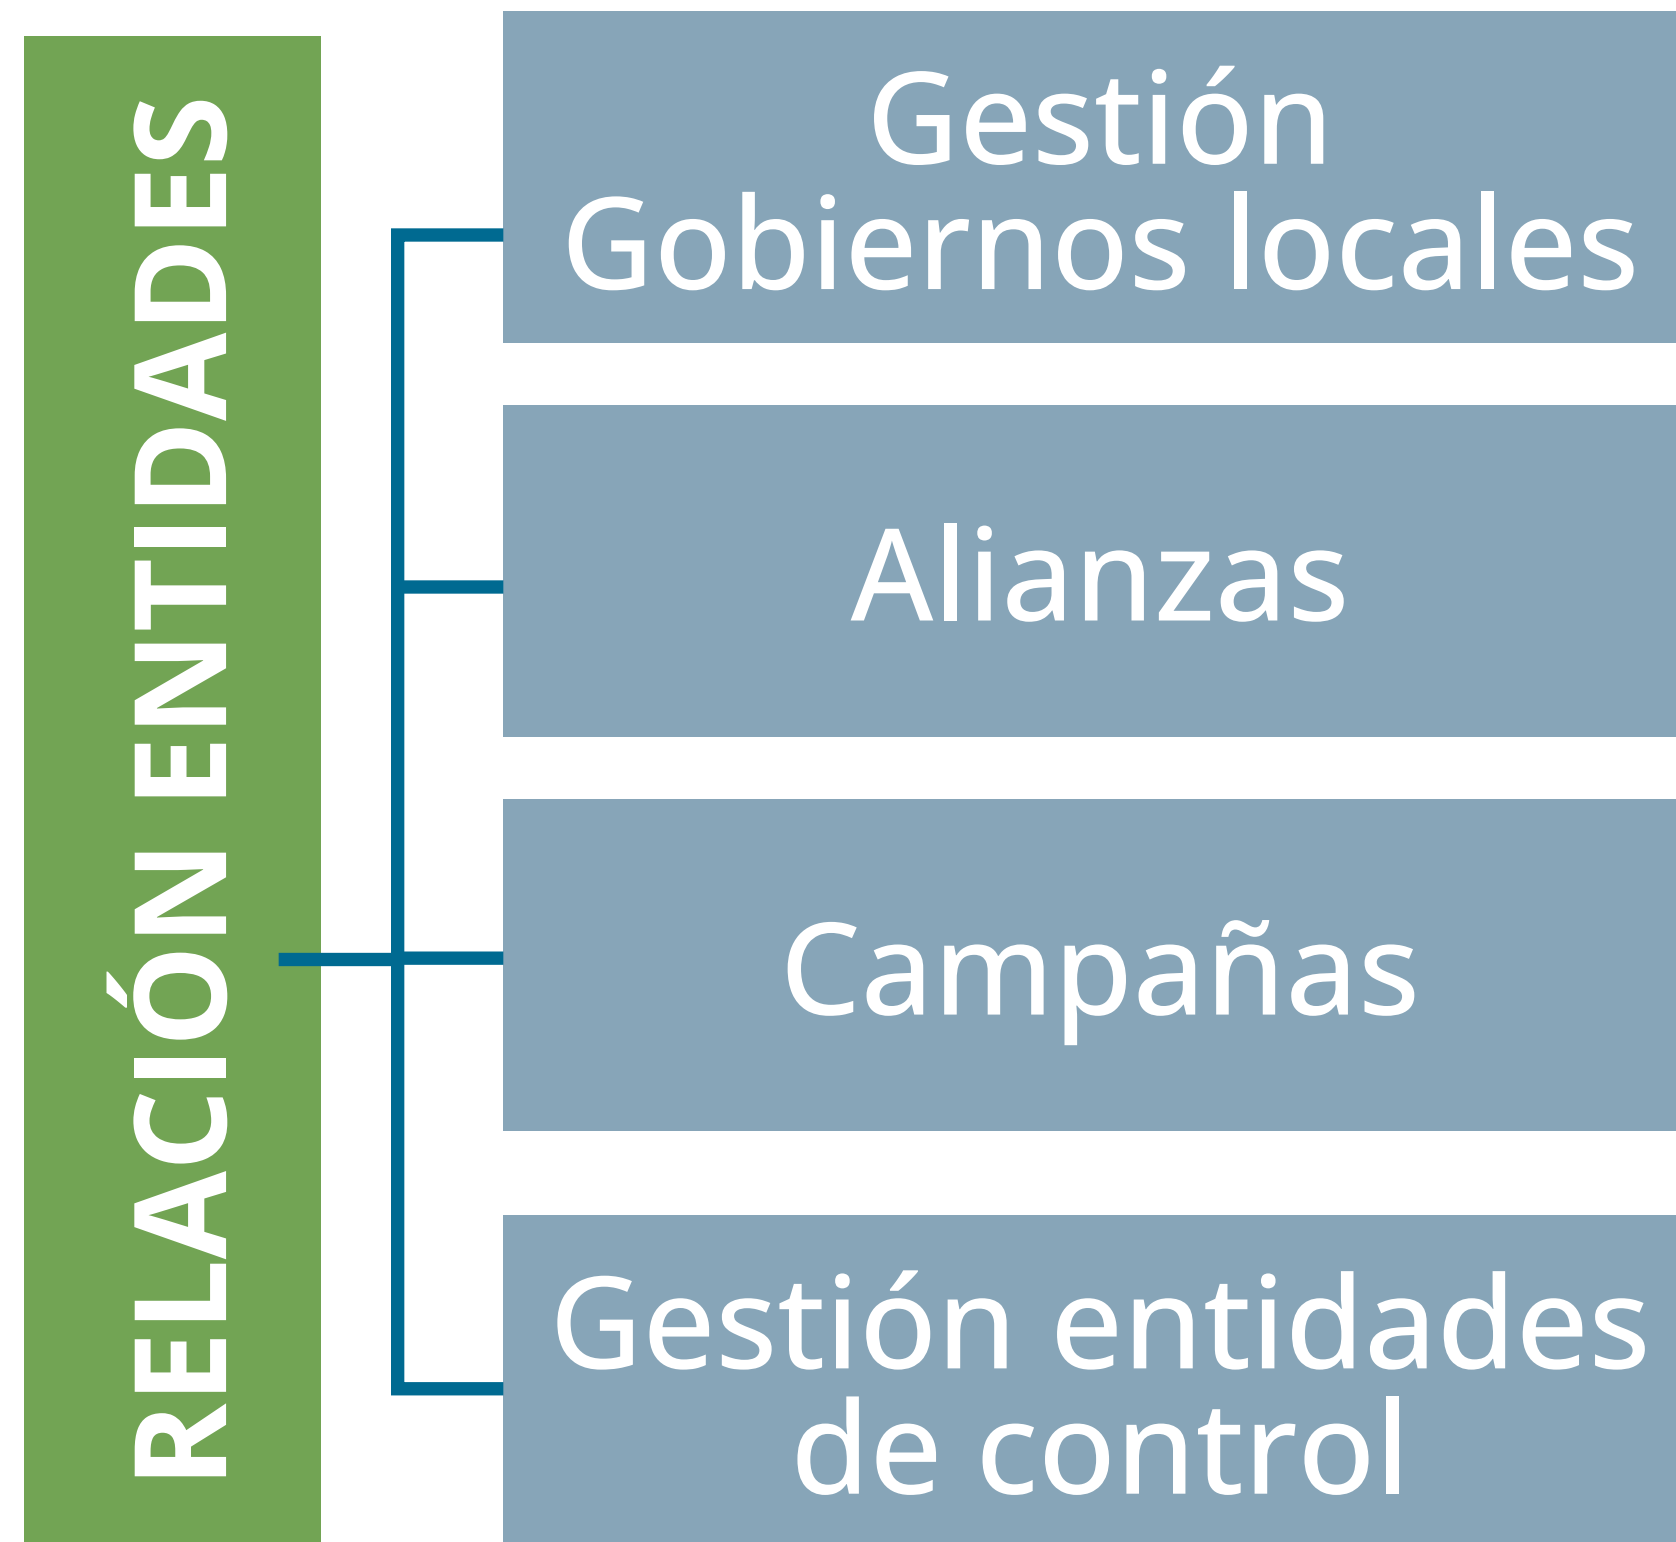 RELACIÓN ENTIDADES
Gestión
Gobiernos locales
Alianzas
Campañas
Gestión entidades
de control